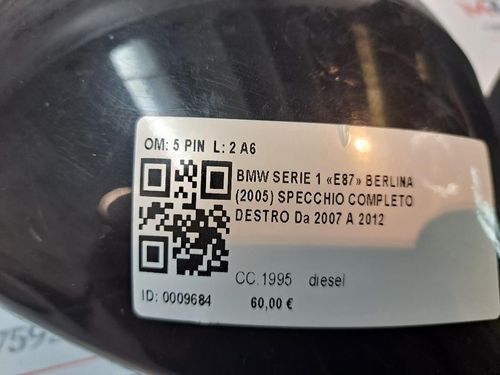 OM: 5 PIN L: 2 A6
BMW SERIE 1 «E87» BERLINA
(2005) SPECCHIO COMPLETO
DESTRO Da 2007 A 2012
CC.1995 diesel
ID: 0009684
60,00 €